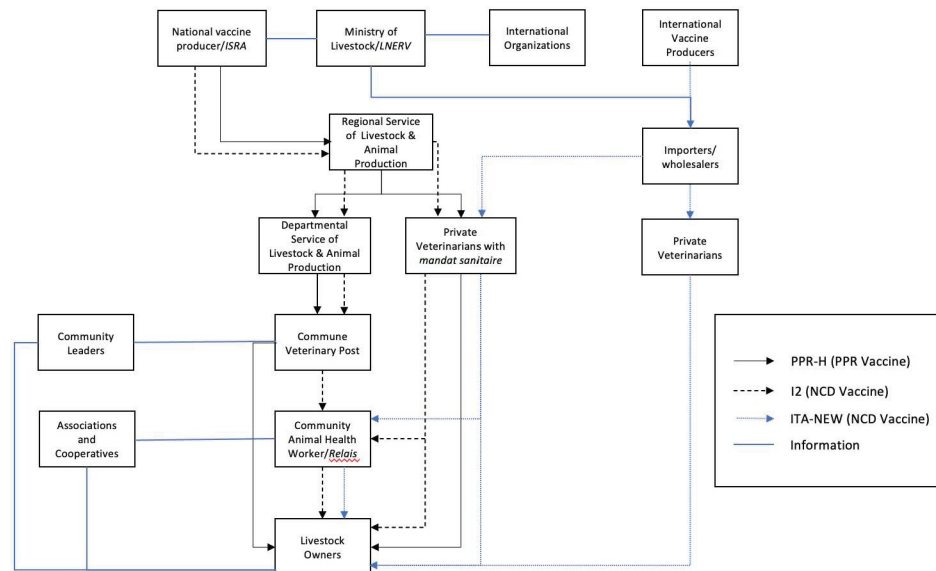 National vaccine
producer/ISRA
Ministry of
Livestock/LNERV
International
Organizations
International
Vaccine
Producers
Regional Service
of Livestock &
Animal
Production
Importers/
wholesalers
Departmental
Service of
Livestock & Animal
Production
Private
Veterinarians with
mandat sanitaire
Private
Veterinarians
Community
Leaders
Commune
Veterinary Post
Associations
and
Cooperatives
Community
Animal Health
Worker/Relais
Livestock
Owners
PPR-H (PPR Vaccine)
I2 (NCD Vaccine)
ITA-NEW (NCD Vaccine)
Information